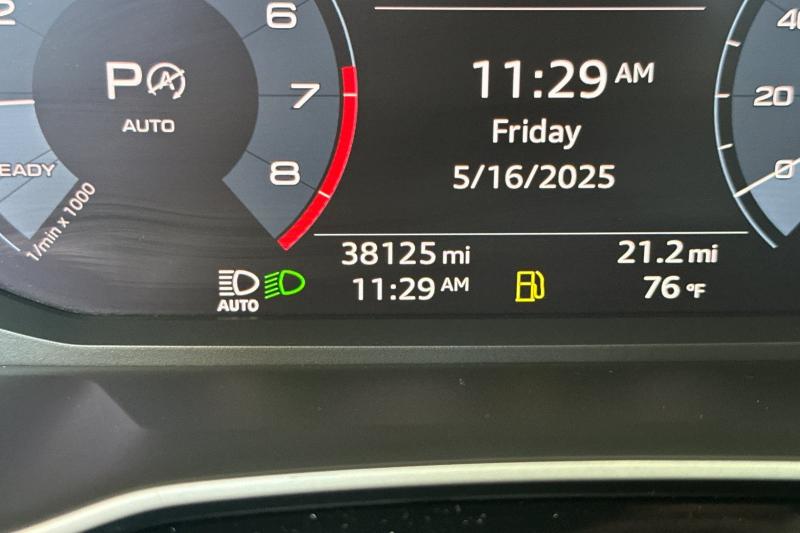 6
7
8
P A
AUTO
READY
1/min x 1000
11:29 AM
Friday
5/16/2025
40
20
0
38125 mi
21.2 mi
AUTO
11:29 AM
76 °F